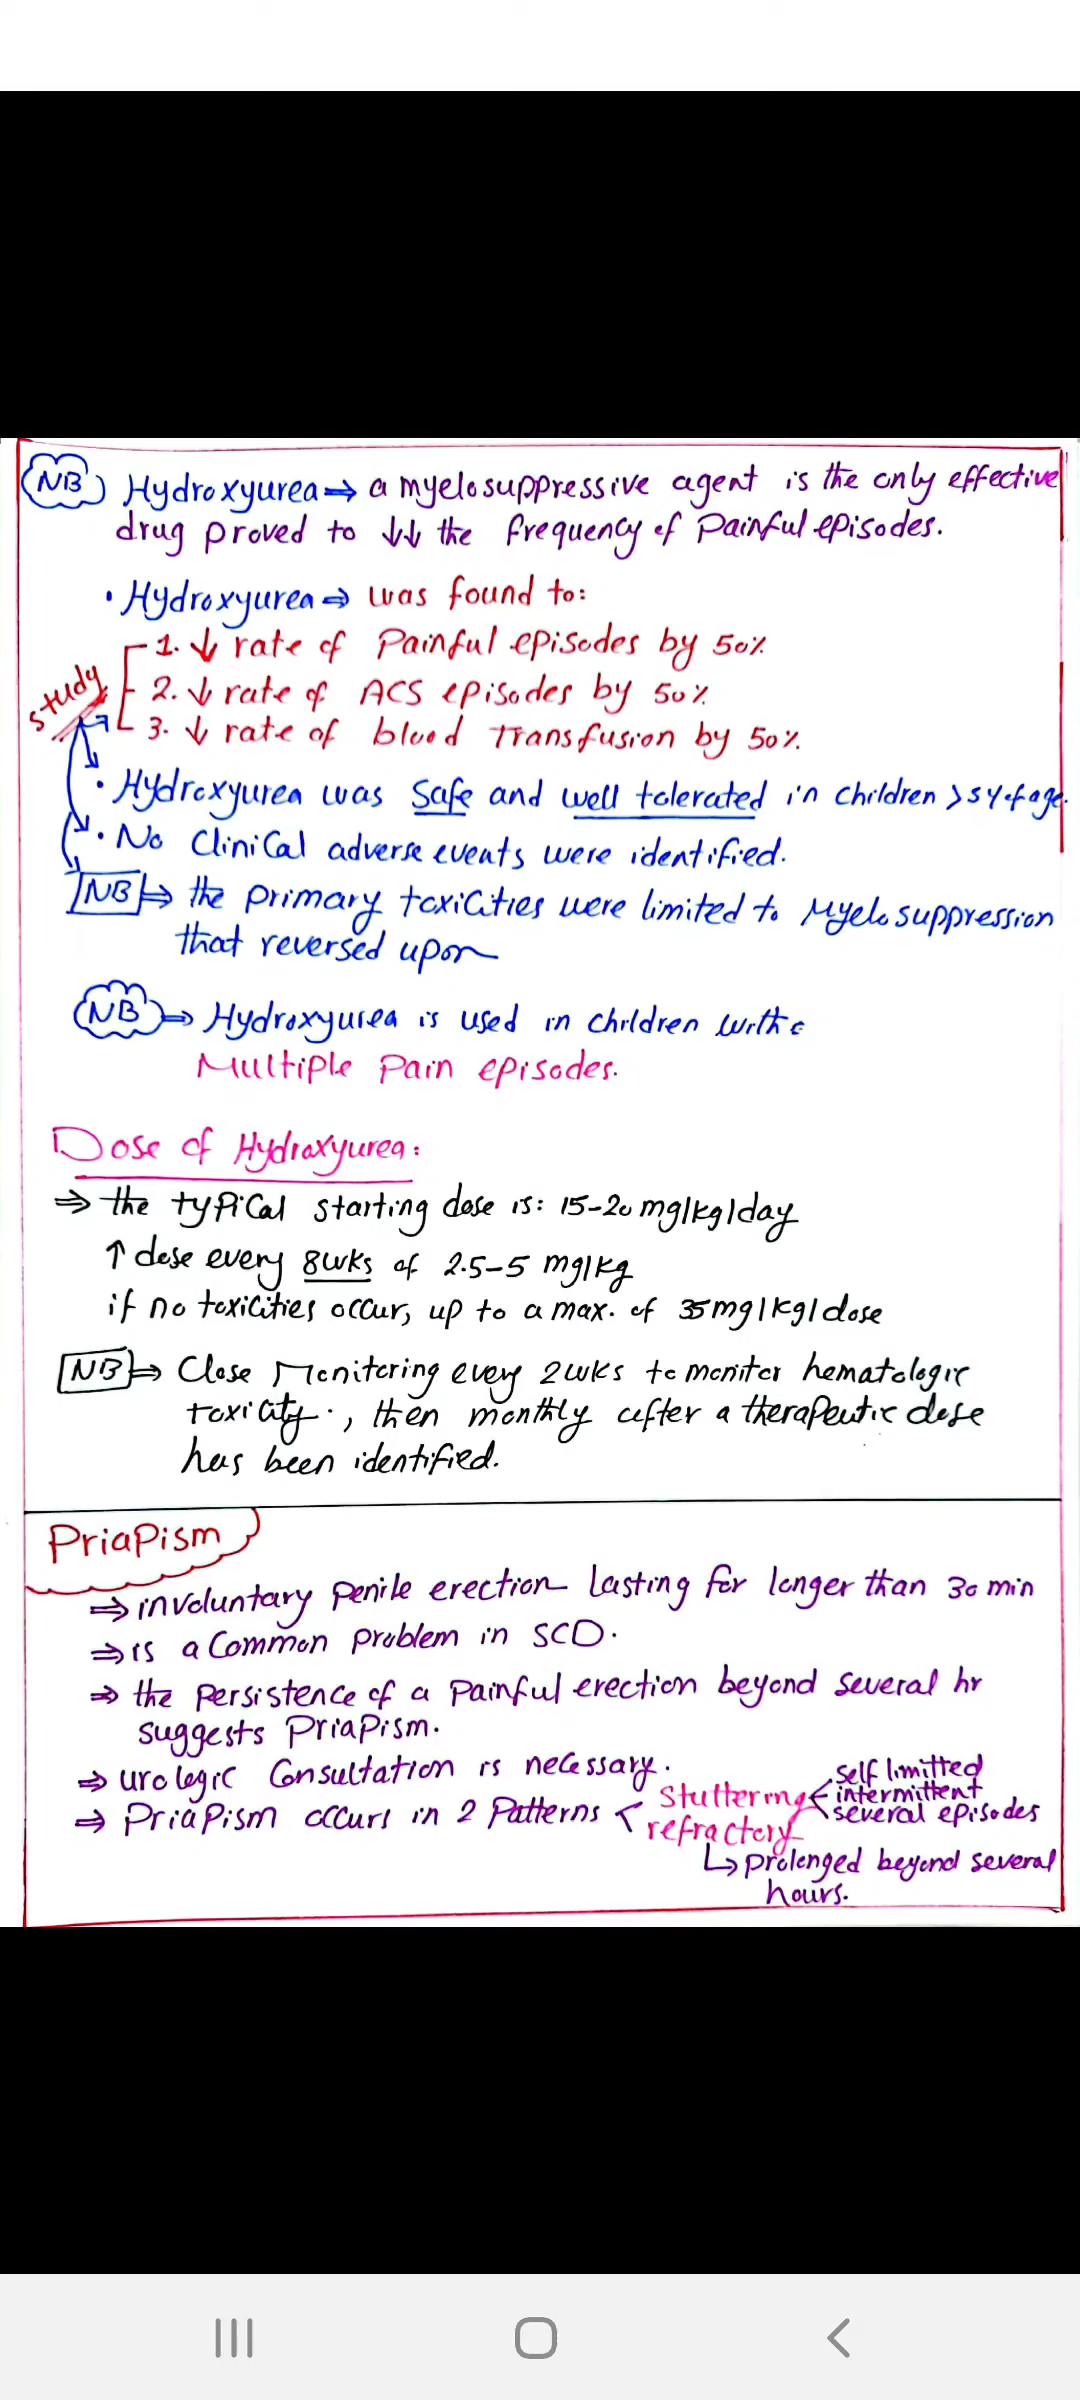 NB Hydroxyurea ⇒ a myelosuppressive agent is the only effective
drug proved to ↓↓ the frequency of Painful episodes.
• Hydroxyurea ⇒ was found to:
1. ↓ rate of Painful episodes by 50%
study 2. ↓ rate of ACS episodes by 50%
3. ↓ rate of blood Transfusion by 50%.
• Hydroxyurea was Safe and well tolerated in children > 5 y of age.
• No Clinical adverse events were identified.
NB ⇒ the primary toxicities were limited to Myelosuppression
that reversed upon
NB ⇒ Hydroxyurea is used in children with
Multiple Pain episodes.
Dose of Hydroxyurea:
⇒ the typical starting dose is: 15-20 mg/kg/day
↑ dose every 8wks of 2.5-5 mg/kg
if no toxicities occur, up to a max. of 35mg/kg/dose
NB ⇒ Close Monitering every 2wks to moniter hematologic
toxicity., then monthly after a therapeutic dose
has been identified.
Priapism
⇒ involuntary penile erection lasting for longer than 30 min
⇒ is a Common problem in SCD.
⇒ the persistence of a painful erection beyond several hr
suggests Priapism.
⇒ urologic Consultation is necessary.
⇒ Priapism occurs in 2 Patterns < Stuttering < self limitted
intermittent
several episodes
refractory
↳ prolenged beyond several
hours.